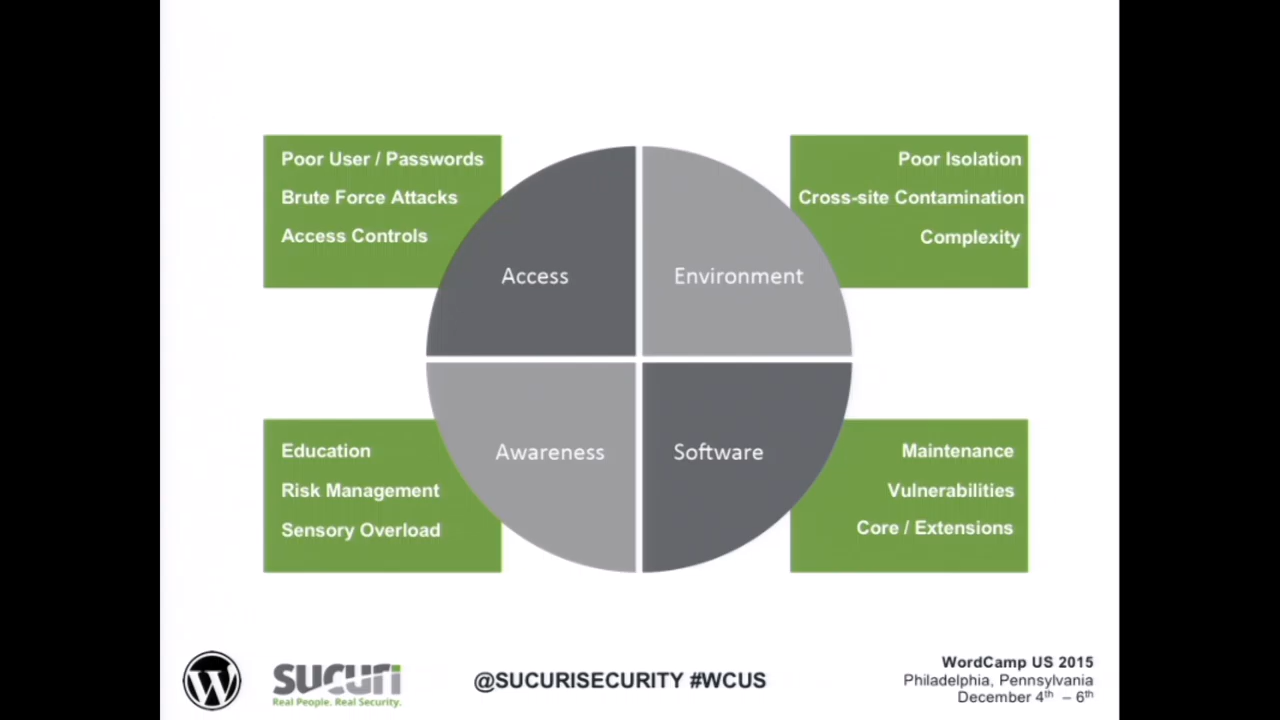 Poor User / Passwords
Brute Force Attacks
Access Controls
Poor Isolation
Cross-site Contamination
Complexity
Access
Environment
Awareness
Software
Education
Risk Management
Sensory Overload
Maintenance
Vulnerabilities
Core / Extensions
W
SUCURI
Real People. Real Security.
@SUCURISECURITY #WCUS
WordCamp US 2015
Philadelphia, Pennsylvania
December 4th – 6th